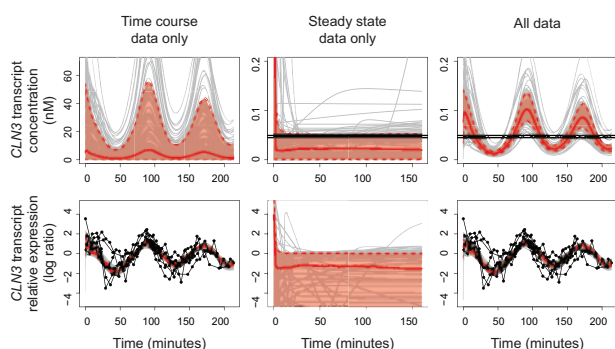 Time course
data only
Steady state
data only
All data
CLN3 transcript
concentration
(nM)
60
40
20
0
0.2
0.1
0
0.2
0.1
0
0 50 100 150 200
0 50 100 150
0 50 100 150 200
CLN3 transcript
relative expression
(log ratio)
4
2
0
−2
−4
4
2
0
−2
−4
4
2
0
−2
−4
0 50 100 150 200
0 50 100 150
0 50 100 150 200
Time (minutes)
Time (minutes)
Time (minutes)